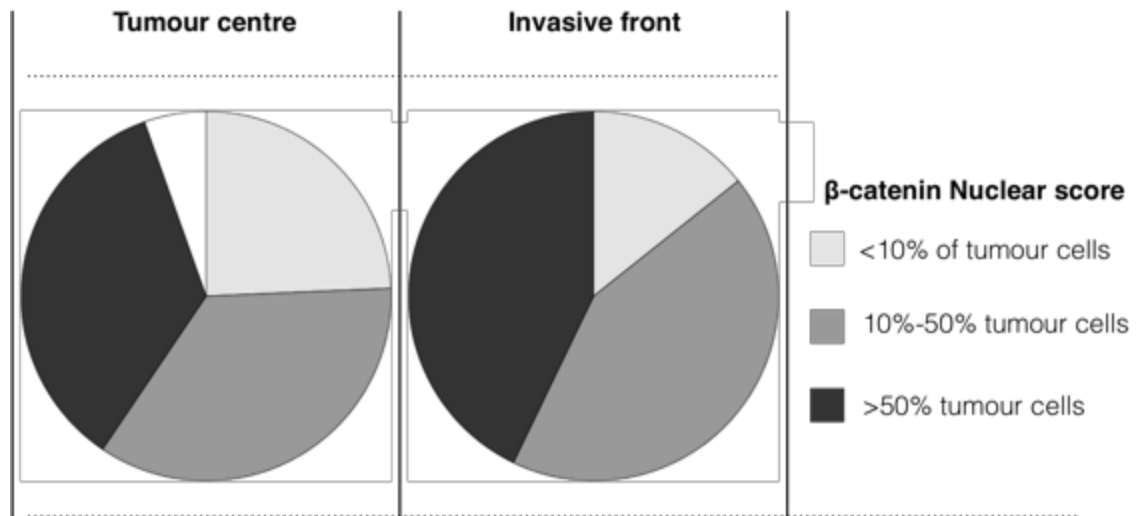 Tumour centre
Invasive front
β-catenin Nuclear score
<10% of tumour cells
10%-50% tumour cells
>50% tumour cells